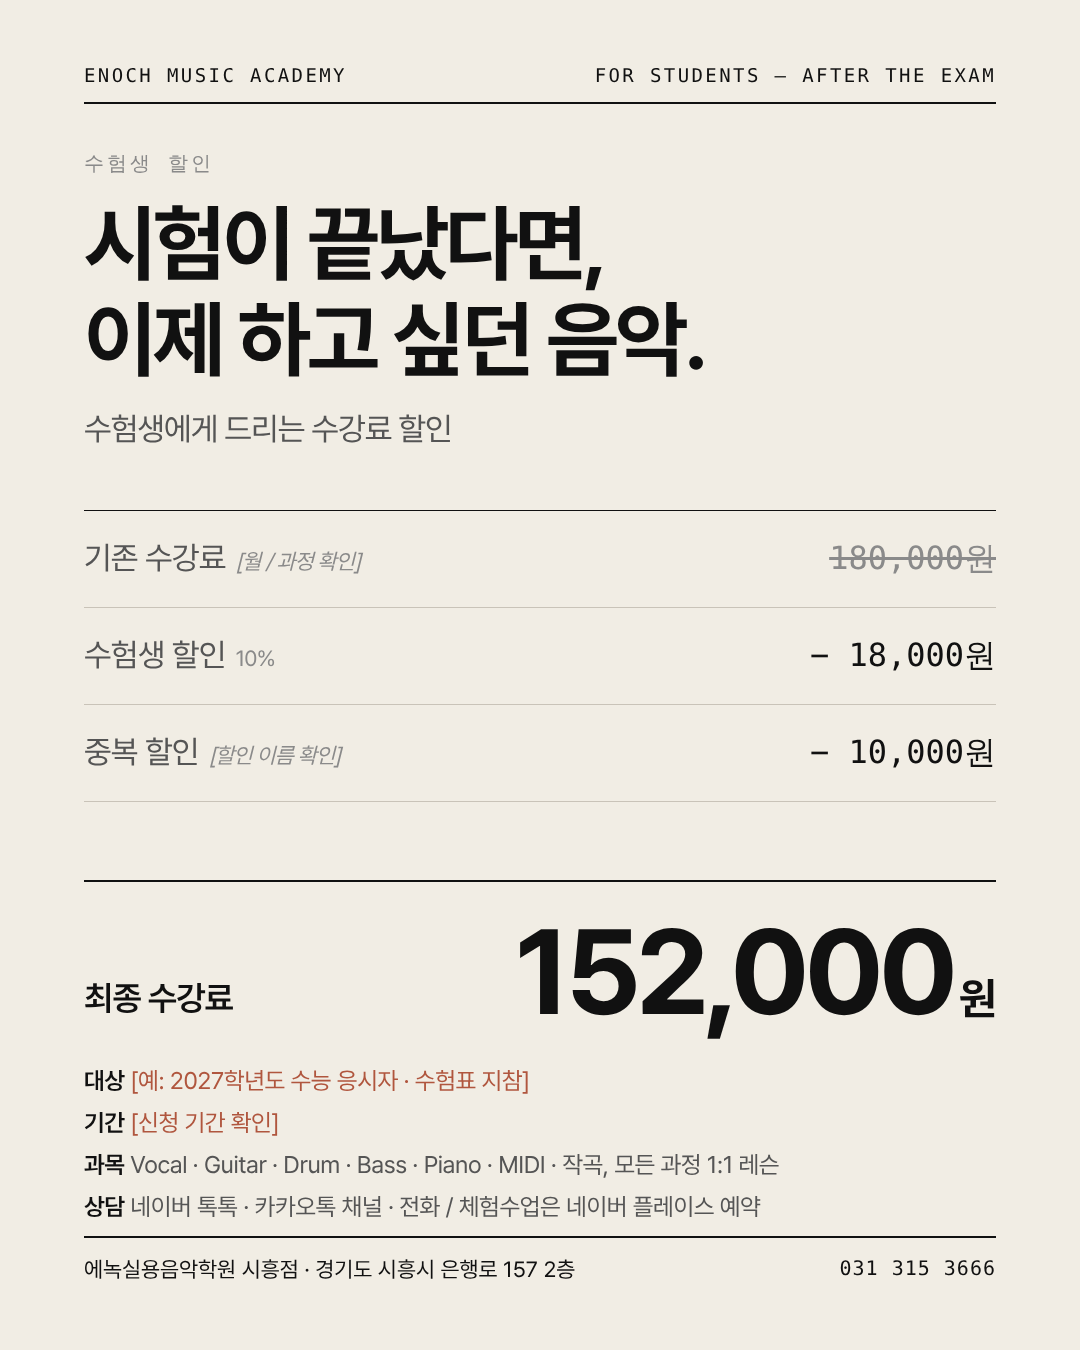 ENOCH MUSIC ACADEMY
FOR STUDENTS — AFTER THE EXAM
수험생 할인
시험이 끝났다면,
이제 하고 싶던 음악.
수험생에게 드리는 수강료 할인
기존 수강료 [월 / 과정 확인] 180,000원
수험생 할인 10% − 18,000원
중복 할인 [할인 이름 확인] − 10,000원
최종 수강료 152,000원
대상 [예: 2027학년도 수능 응시자 · 수험표 지참]
기간 [신청 기간 확인]
과목 Vocal · Guitar · Drum · Bass · Piano · MIDI · 작곡, 모든 과정 1:1 레슨
상담 네이버 톡톡 · 카카오톡 채널 · 전화 / 체험수업은 네이버 플레이스 예약
에녹실용음악학원 시흥점 · 경기도 시흥시 은행로 157 2층
031 315 3666